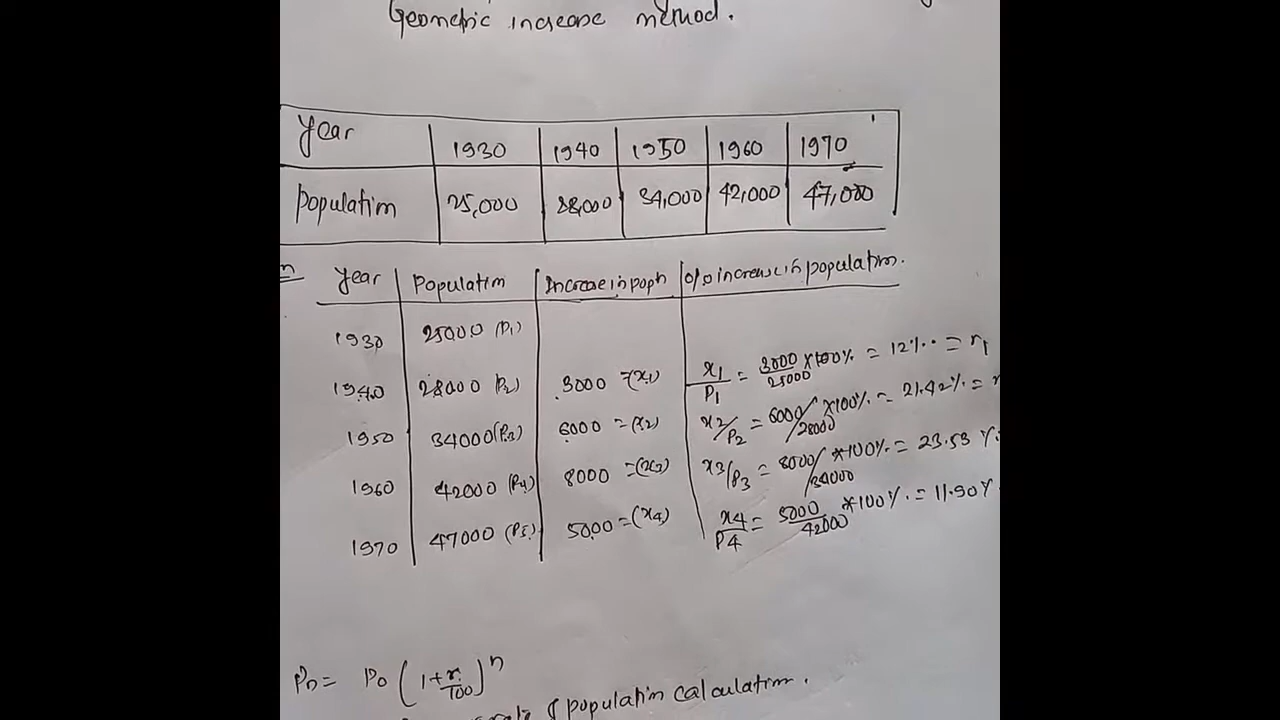 Geometric increase method.
Year 1930 1940 1950 1960 1970
Population 25,000 28,000 34,000 42,000 47,000
Year Population Increase in popn % increase in population.
1930 25000 (P1)
1940 28000 (P2) 3000 =(x1) x1/P1 = 3000/25000 x100% = 12% = r1
1950 34000 (P3) 6000 =(x2) x2/P2 = 6000/28000 x100% = 21.42% =
1960 42000 (P4) 8000 =(x3) x3/P3 = 8000/34000 *100% = 23.53 %
1970 47000 (P5) 5000 =(x4) x4/P4 = 5000/42000 *100% = 11.90%
Pn = Po (1+r/100)^n
of population calculation.